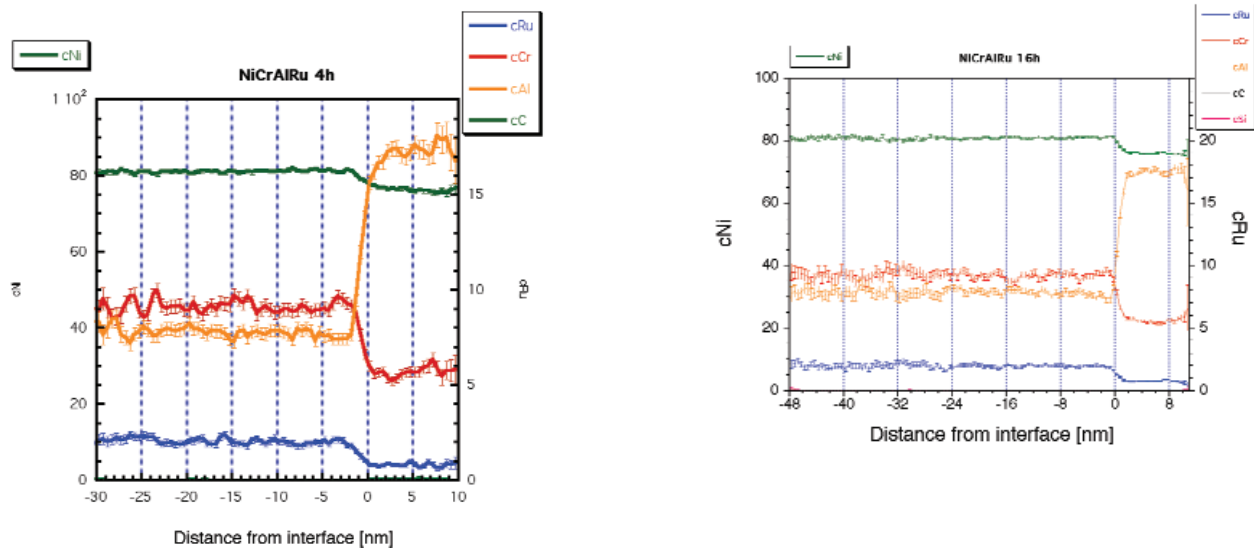 cNi
cRu
cCr
cAl
cC
NiCrAlRu 4h
1 10²
80
60
40
20
0
cNi
15
10
5
0
cRu
-30 -25 -20 -15 -10 -5 0 5 10
Distance from interface [nm]
cNi
cRu
cCr
cAl
cC
cSi
NiCrAlRu 16h
100
80
60
40
20
0
cNi
20
15
10
5
0
cRu
-48 -40 -32 -24 -16 -8 0 8
Distance from interface [nm]